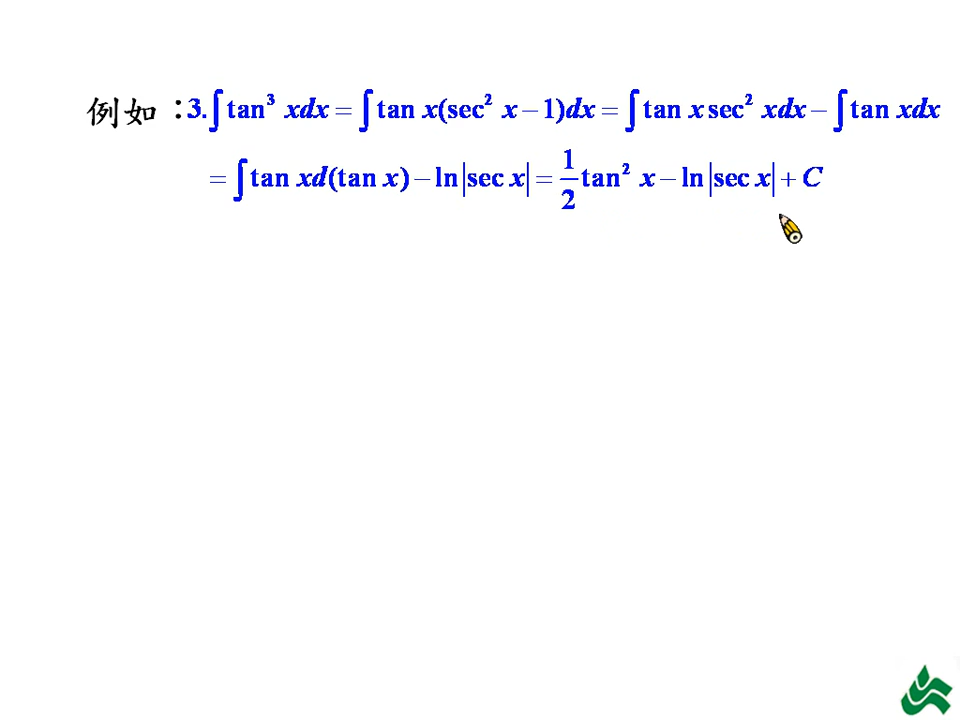 例如：3.∫tan³ xdx = ∫tan x(sec² x − 1)dx = ∫tan x sec² xdx − ∫tan xdx
= ∫tan xd(tan x) − ln|sec x| = 1/2 tan² x − ln|sec x| + C